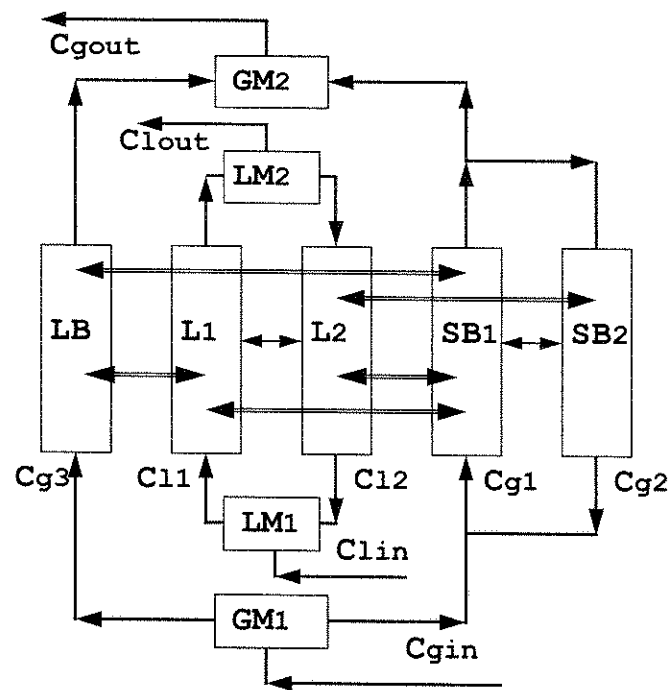 Cgout
GM2
Clout
LM2
LB
L1
L2
SB1
SB2
Cg3
Cl1
Cl2
Cg1
Cg2
LM1
Clin
GM1
Cgin